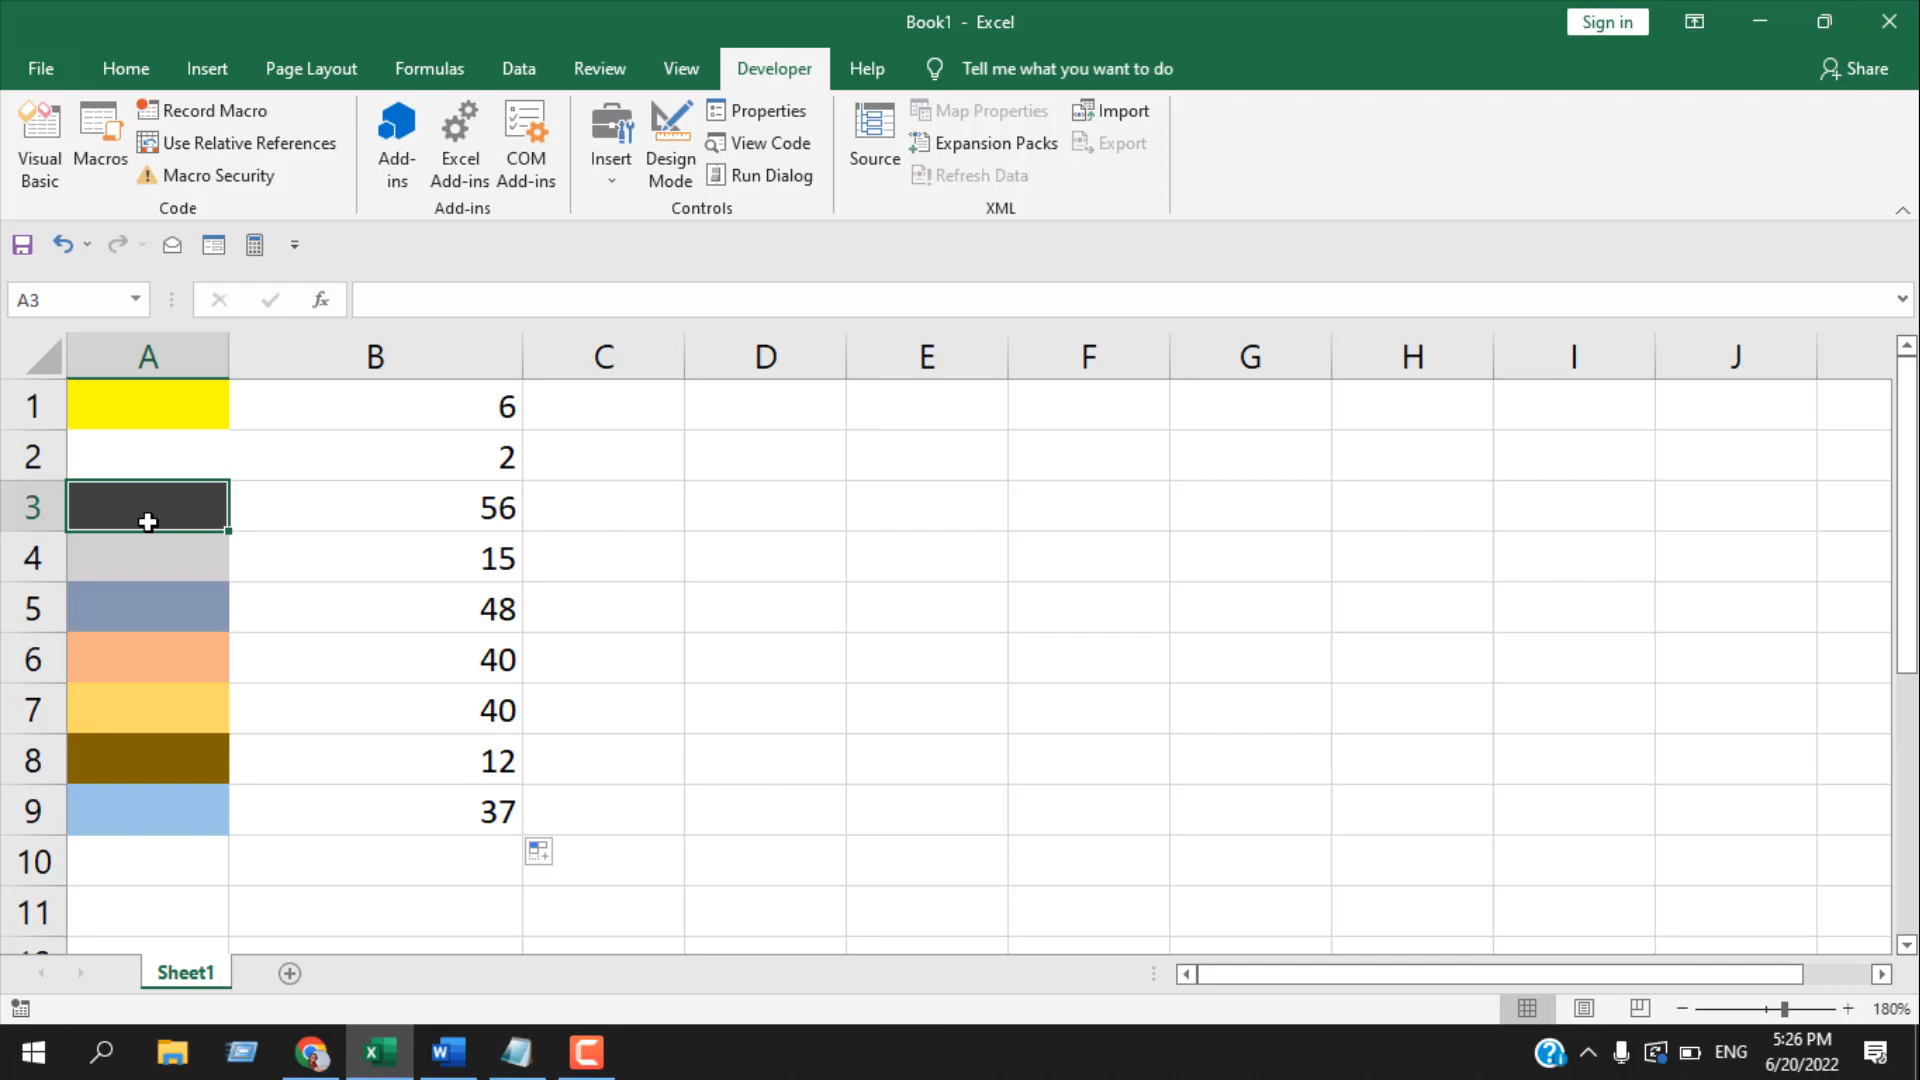 Book1 - Excel
Sign in
File Home Insert Page Layout Formulas Data Review View Developer Help Tell me what you want to do Share
Visual Basic
Macros
Record Macro
Use Relative References
Macro Security
Code
Add-ins
Excel Add-ins
COM Add-ins
Add-ins
Insert
Design Mode
Properties
View Code
Run Dialog
Controls
Source
Map Properties
Expansion Packs
Refresh Data
Import
Export
XML
A3
fx
A B C D E F G H I J
1 6
2 2
3 56
4 15
5 48
6 40
7 40
8 12
9 37
10
11
Sheet1
180%
ENG
5:26 PM
6/20/2022